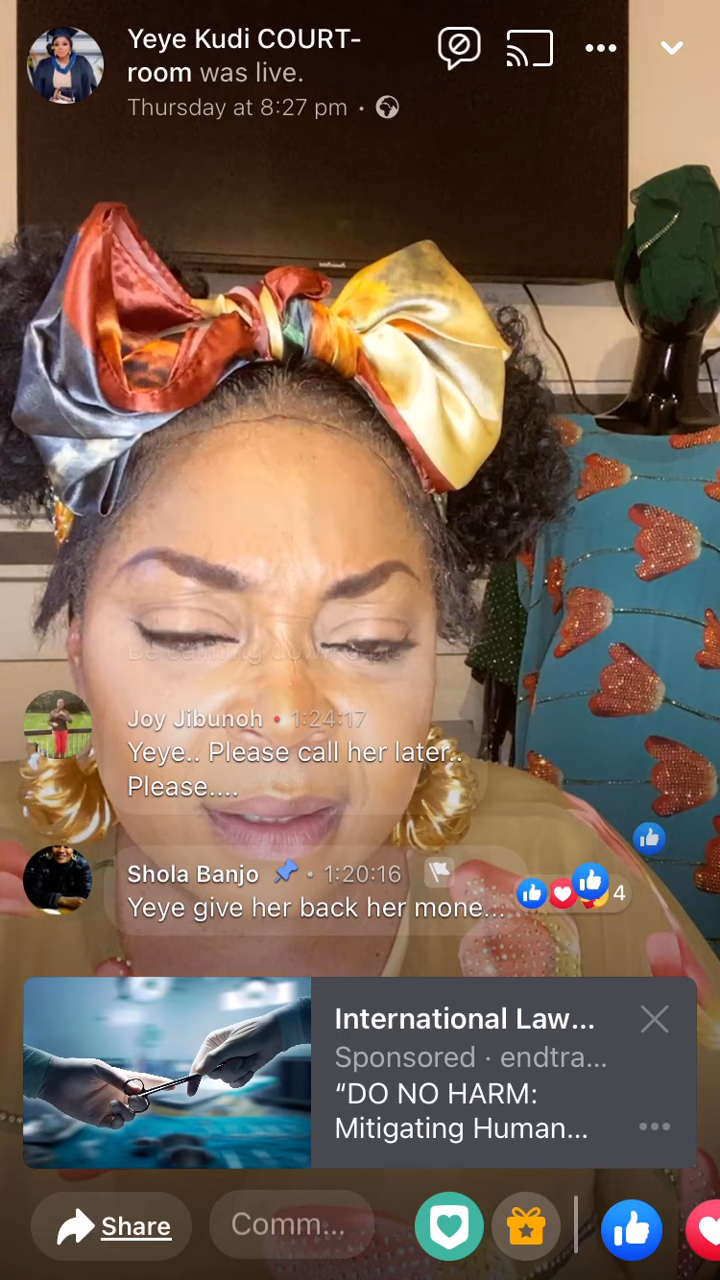 Yeye Kudi COURT-
room was live.
Thursday at 8:27 pm ·
Joy Jibunoh • 1:24:17
Yeye.. Please call her later..
Please....
Shola Banjo · 1:20:16
Yeye give her back her mone...
4
International Law...
Sponsored · endtra...
“DO NO HARM:
Mitigating Human...
Share
Comm...